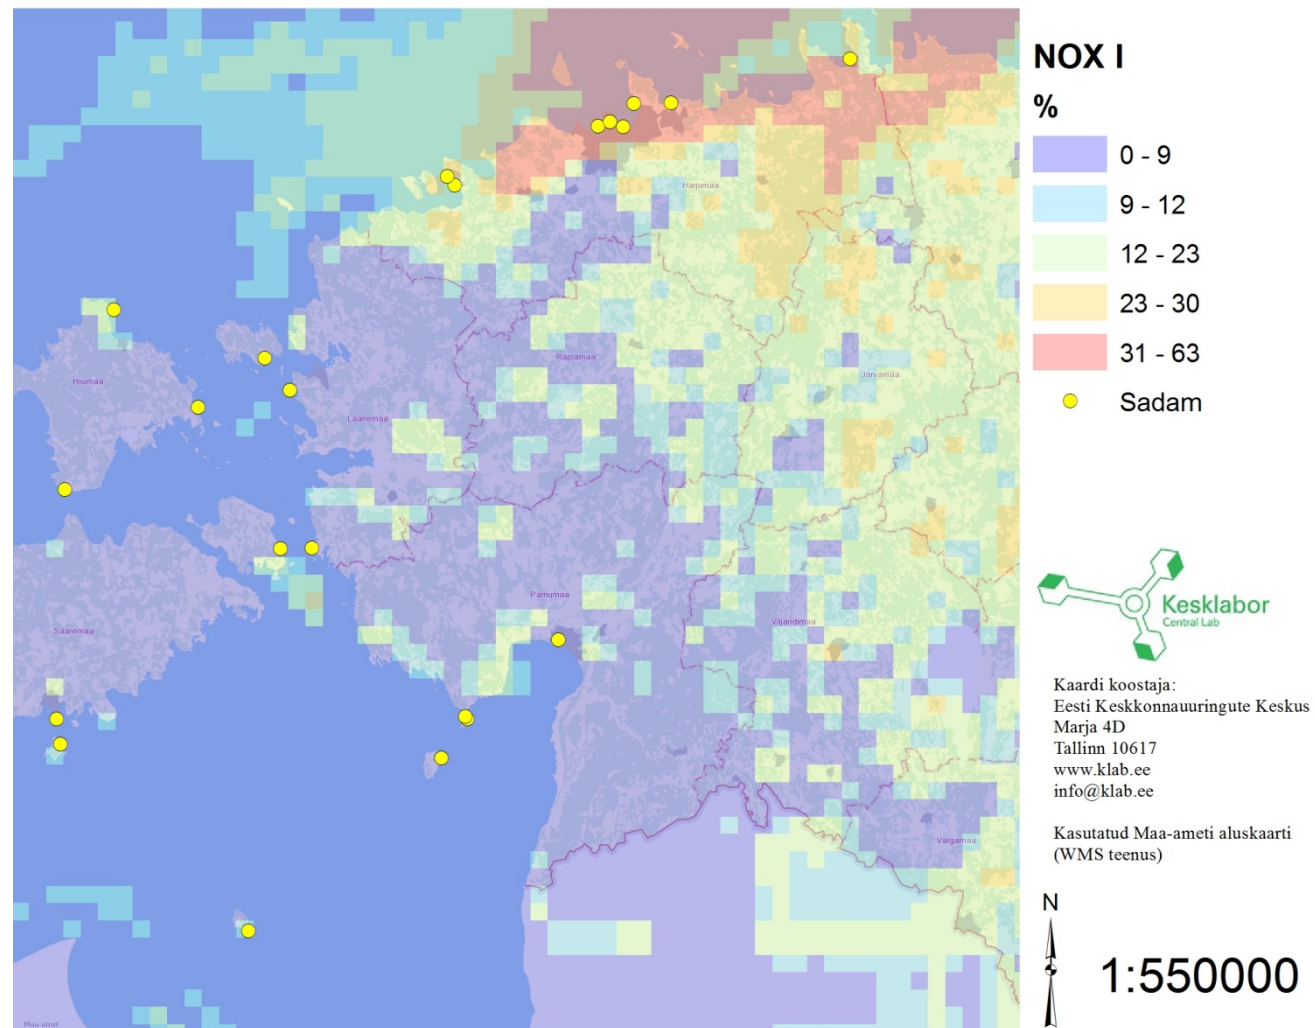 NOX I
%
0 - 9
9 - 12
12 - 23
23 - 30
31 - 63
Sadam
Harjumaa
Hiiumaa
Raplamaa
Järvamaa
Läänemaa
Pärnumaa
Saaremaa
Viljandimaa
Valgamaa
Maa-amet
Kesklabor
Central Lab
Kaardi koostaja:
Eesti Keskkonnauuringute Keskus
Marja 4D
Tallinn 10617
www.klab.ee
info@klab.ee
Kasutatud Maa-ameti aluskaarti
(WMS teenus)
N
1:550000